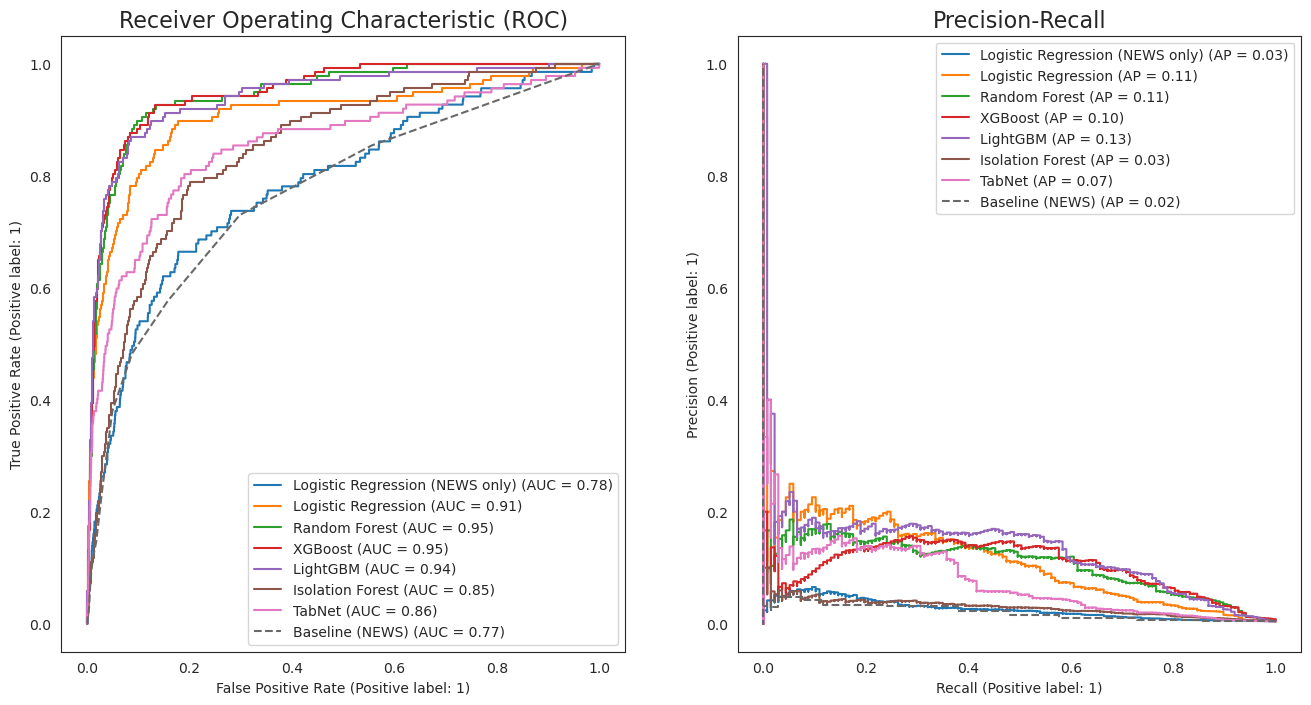 Receiver Operating Characteristic (ROC)
True Positive Rate (Positive label: 1)
1.0
0.8
0.6
0.4
0.2
0.0
Logistic Regression (NEWS only) (AUC = 0.78)
Logistic Regression (AUC = 0.91)
Random Forest (AUC = 0.95)
XGBoost (AUC = 0.95)
LightGBM (AUC = 0.94)
Isolation Forest (AUC = 0.85)
TabNet (AUC = 0.86)
Baseline (NEWS) (AUC = 0.77)
0.0 0.2 0.4 0.6 0.8 1.0
False Positive Rate (Positive label: 1)
Precision-Recall
Precision (Positive label: 1)
1.0
0.8
0.6
0.4
0.2
0.0
Logistic Regression (NEWS only) (AP = 0.03)
Logistic Regression (AP = 0.11)
Random Forest (AP = 0.11)
XGBoost (AP = 0.10)
LightGBM (AP = 0.13)
Isolation Forest (AP = 0.03)
TabNet (AP = 0.07)
Baseline (NEWS) (AP = 0.02)
0.0 0.2 0.4 0.6 0.8 1.0
Recall (Positive label: 1)